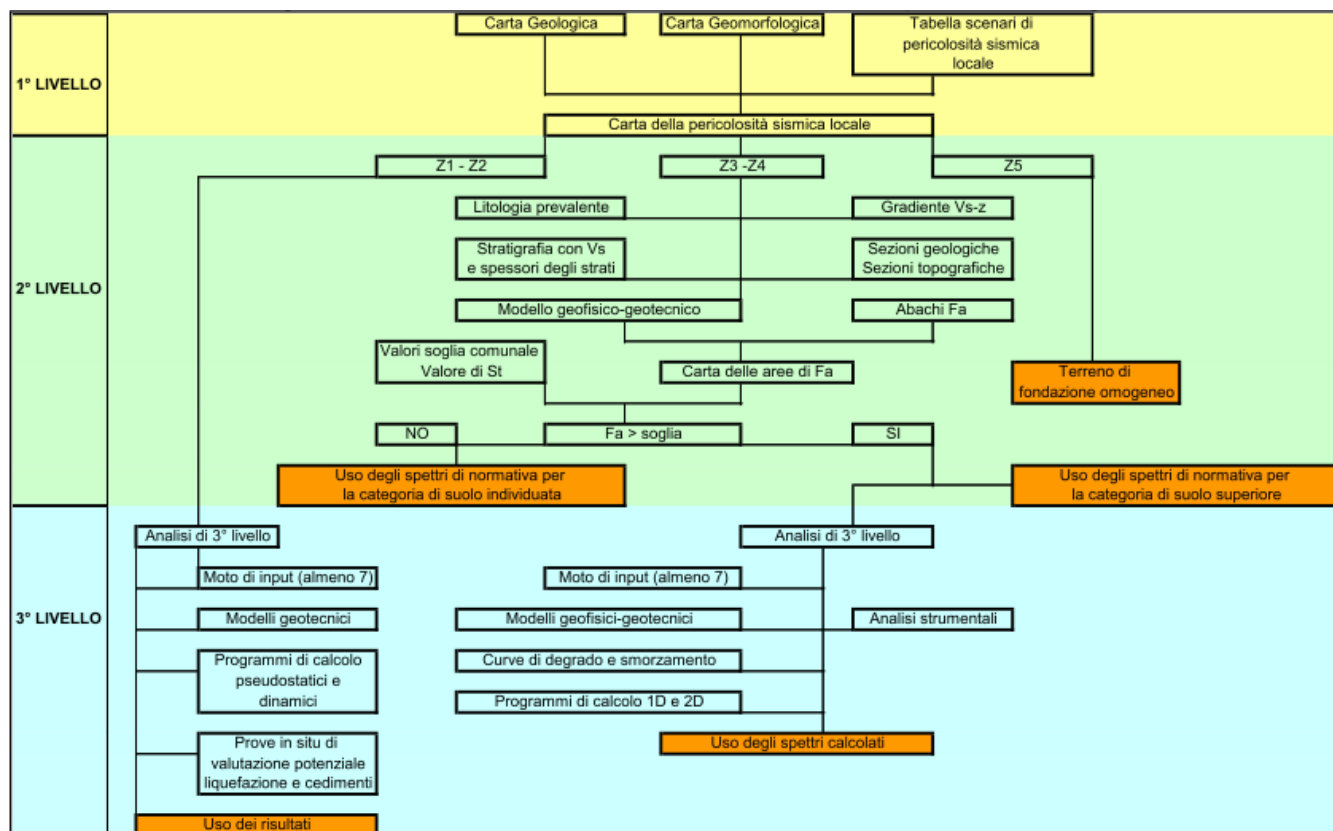 Carta Geologica
Carta Geomorfologica
Tabella scenari di
pericolosità sismica
locale
1° LIVELLO
Carta della pericolosità sismica locale
Z1 - Z2
Z3 -Z4
Z5
Litologia prevalente
Gradiente Vs-z
Stratigrafia con Vs
e spessori degli strati
Sezioni geologiche
Sezioni topografiche
2° LIVELLO
Modello geofisico-geotecnico
Abachi Fa
Valori soglia comunale
Valore di St
Carta delle aree di Fa
Terreno di
fondazione omogeneo
NO
Fa > soglia
SI
Uso degli spettri di normativa per
la categoria di suolo individuata
Uso degli spettri di normativa per
la categoria di suolo superiore
Analisi di 3° livello
Analisi di 3° livello
Moto di input (almeno 7)
Moto di input (almeno 7)
3° LIVELLO
Modelli geotecnici
Modelli geofisici-geotecnici
Analisi strumentali
Programmi di calcolo
pseudostatici e
dinamici
Curve di degrado e smorzamento
Programmi di calcolo 1D e 2D
Prove in situ di
valutazione potenziale
liquefazione e cedimenti
Uso degli spettri calcolati
Uso dei risultati